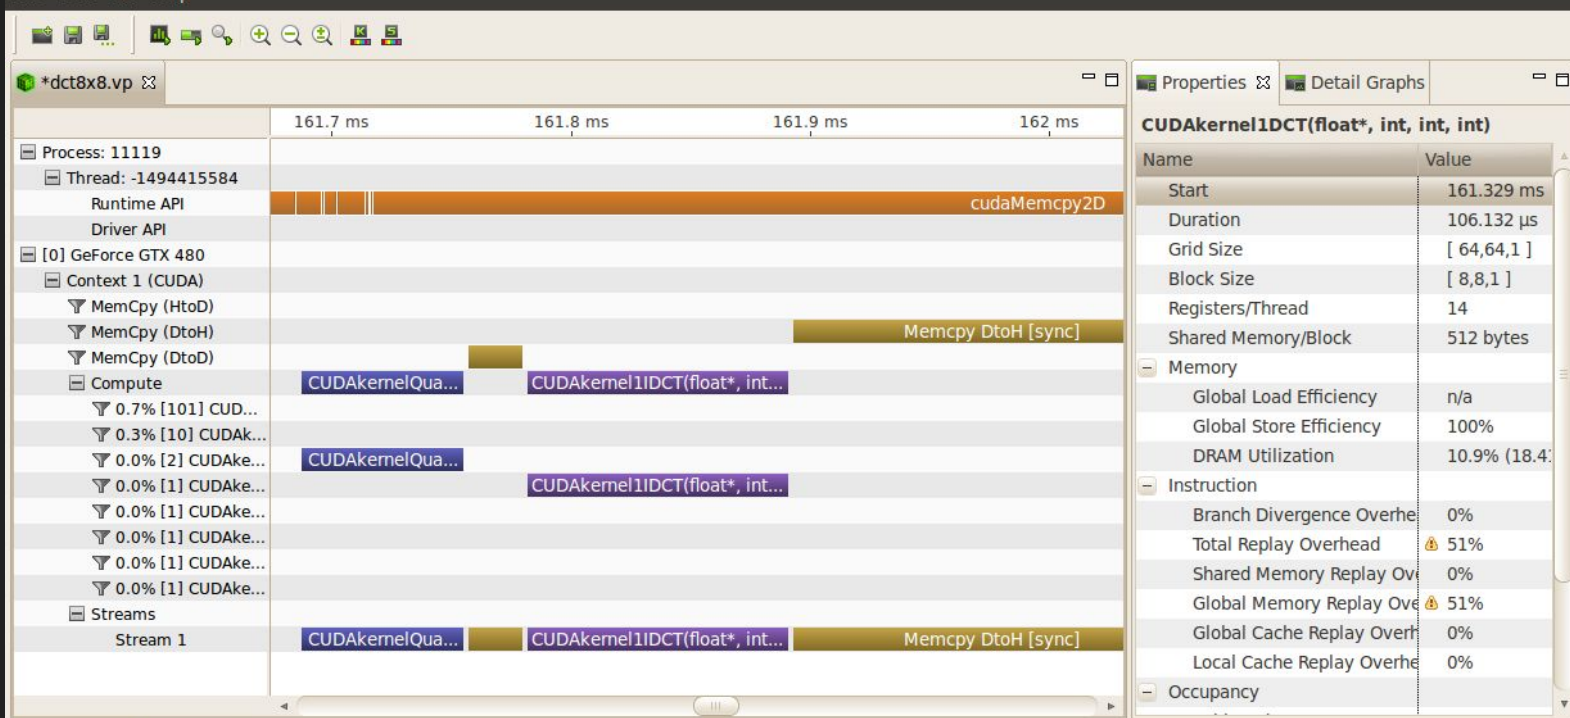 *dct8x8.vp
161.7 ms 161.8 ms 161.9 ms 162 ms
Process: 11119
Thread: -1494415584
Runtime API cudaMemcpy2D
Driver API
[0] GeForce GTX 480
Context 1 (CUDA)
MemCpy (HtoD)
MemCpy (DtoH) Memcpy DtoH [sync]
MemCpy (DtoD)
Compute CUDAkernelQua... CUDAkernel1IDCT(float*, int...
0.7% [101] CUD...
0.3% [10] CUDAk...
0.0% [2] CUDAke... CUDAkernelQua...
0.0% [1] CUDAke... CUDAkernel1IDCT(float*, int...
0.0% [1] CUDAke...
0.0% [1] CUDAke...
0.0% [1] CUDAke...
0.0% [1] CUDAke...
Streams
Stream 1 CUDAkernelQua... CUDAkernel1IDCT(float*, int... Memcpy DtoH [sync]
Properties Detail Graphs
CUDAkernel1DCT(float*, int, int, int)
Name Value
Start 161.329 ms
Duration 106.132 µs
Grid Size [ 64,64,1 ]
Block Size [ 8,8,1 ]
Registers/Thread 14
Shared Memory/Block 512 bytes
Memory
Global Load Efficiency n/a
Global Store Efficiency 100%
DRAM Utilization 10.9% (18.4
Instruction
Branch Divergence Overhe 0%
Total Replay Overhead 51%
Shared Memory Replay Ove 0%
Global Memory Replay Ove 51%
Global Cache Replay Overh 0%
Local Cache Replay Overhe 0%
Occupancy